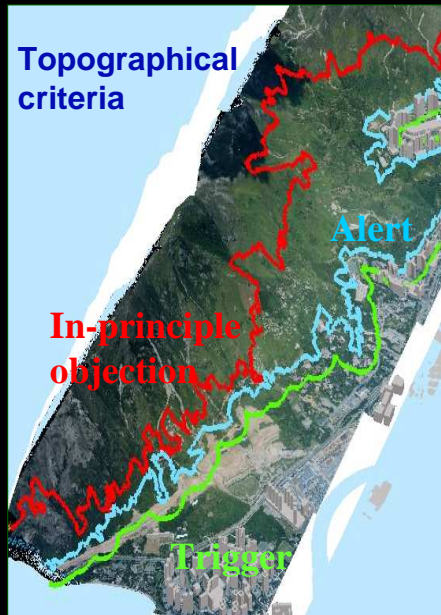 Topographical
criteria
Alert
In-principle
objection
Trigger